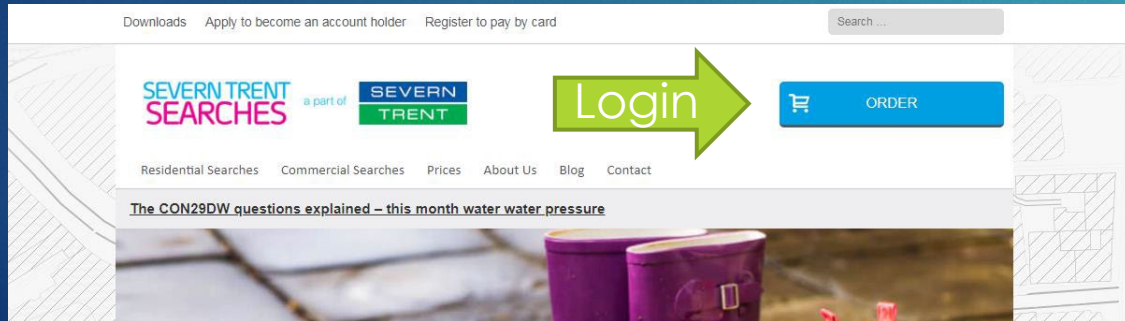 Downloads Apply to become an account holder Register to pay by card Search ...
SEVERN TRENT SEARCHES a part of SEVERN TRENT
Login
ORDER
Residential Searches Commercial Searches Prices About Us Blog Contact
The CON29DW questions explained – this month water water pressure